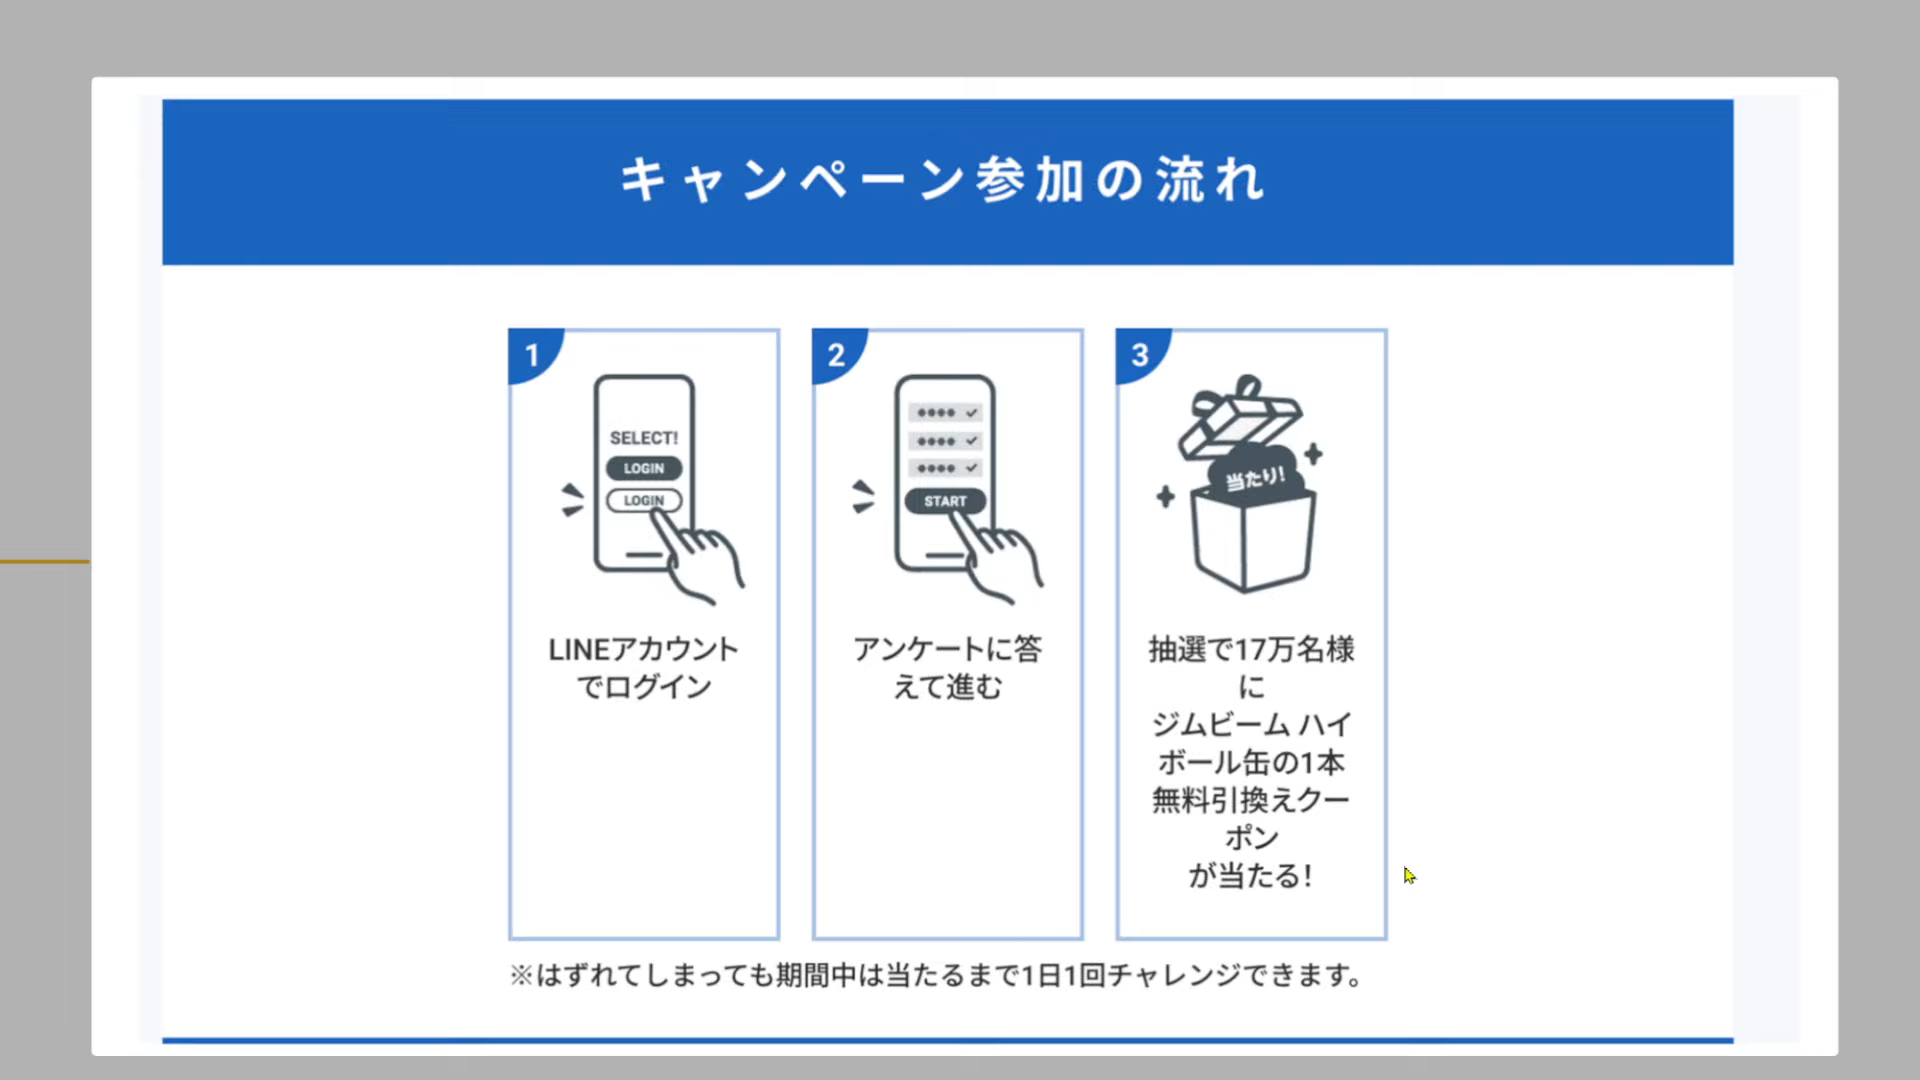 キャンペーン参加の流れ
1
SELECT!
LOGIN
LOGIN
LINEアカウント
でログイン
2
START
アンケートに答
えて進む
3
当たり!
抽選で17万名様
に
ジムビーム ハイ
ボール缶の1本
無料引換えクー
ポン
が当たる!
※はずれてしまっても期間中は当たるまで1日1回チャレンジできます。